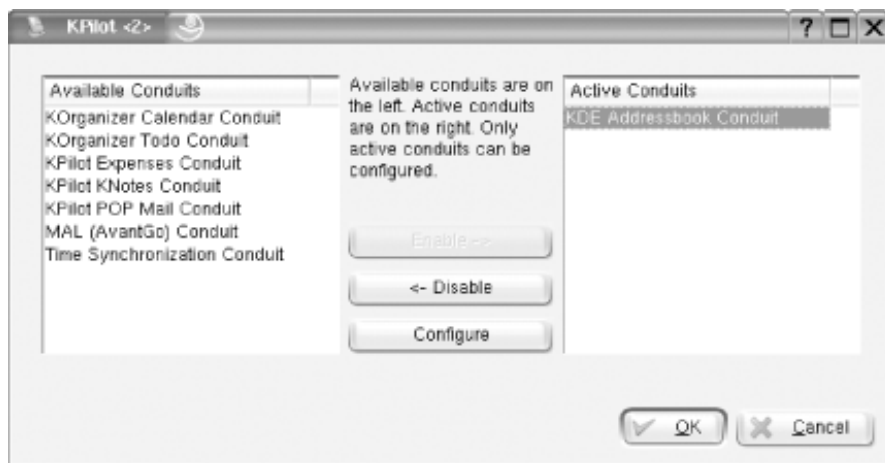 KPilot <2>
Available Conduits
KOrganizer Calendar Conduit
KOrganizer Todo Conduit
KPilot Expenses Conduit
KPilot KNotes Conduit
KPilot POP Mail Conduit
MAL (AvantGo) Conduit
Time Synchronization Conduit
Available conduits are on
the left. Active conduits
are on the right. Only
active conduits can be
configured.
Enable ->
<- Disable
Configure
Active Conduits
KDE Addressbook Conduit
OK
Cancel